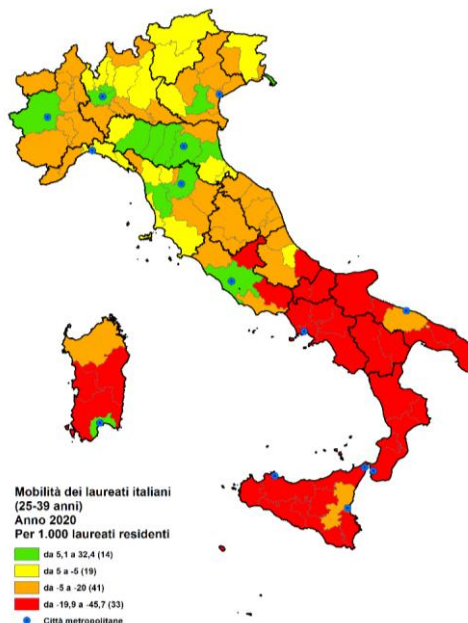 Mobilità dei laureati italiani
(25-39 anni)
Anno 2020
Per 1.000 laureati residenti
da 5,1 a 32,4 (14)
da 5 a -5 (19)
da -5 a -20 (41)
da -19,9 a -45,7 (33)
Città metropolitane